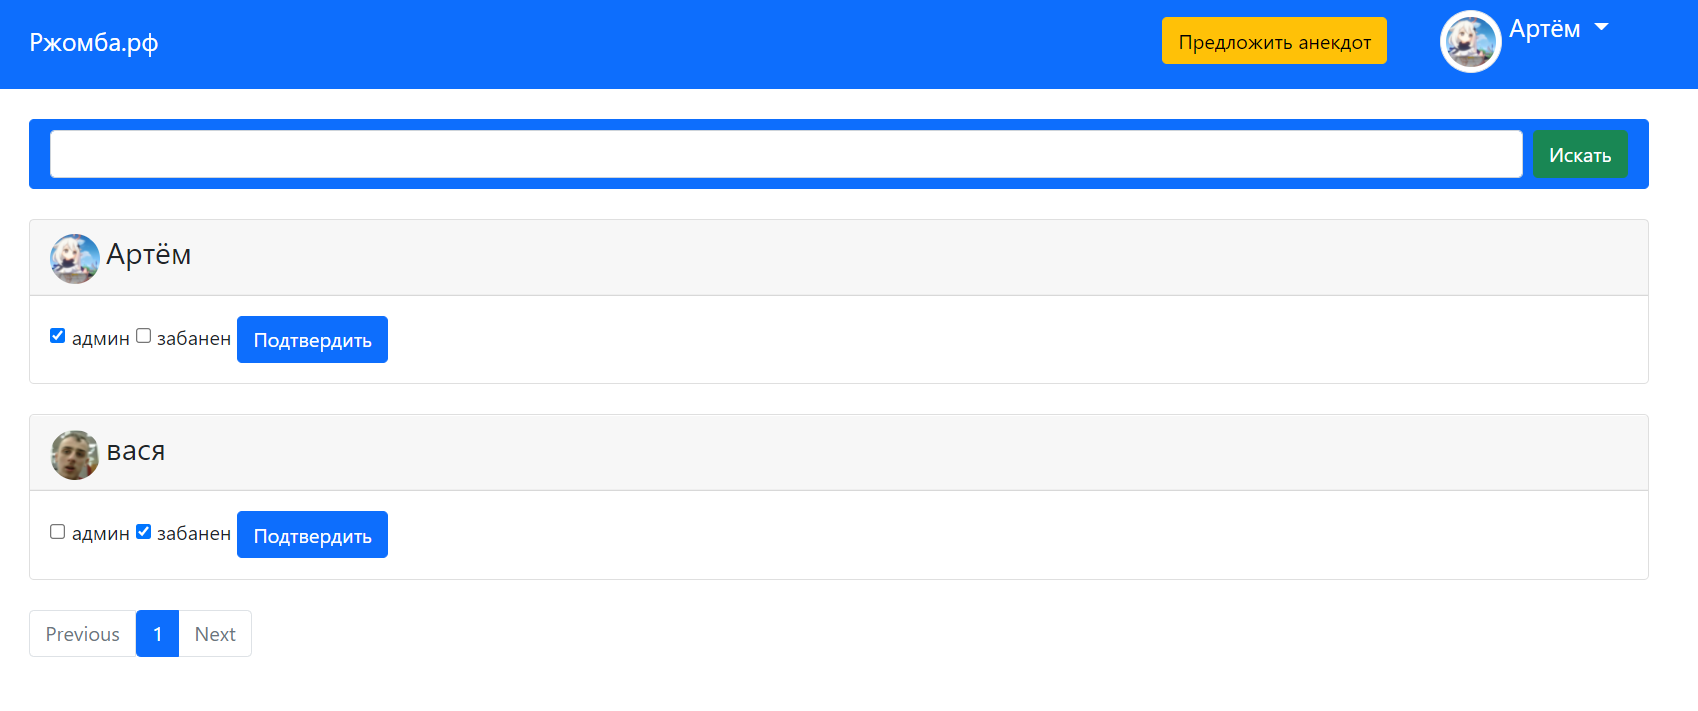 Ржомба.рф
Предложить анекдот
Артём
Искать
Артём
админ забанен Подтвердить
вася
админ забанен Подтвердить
Previous 1 Next